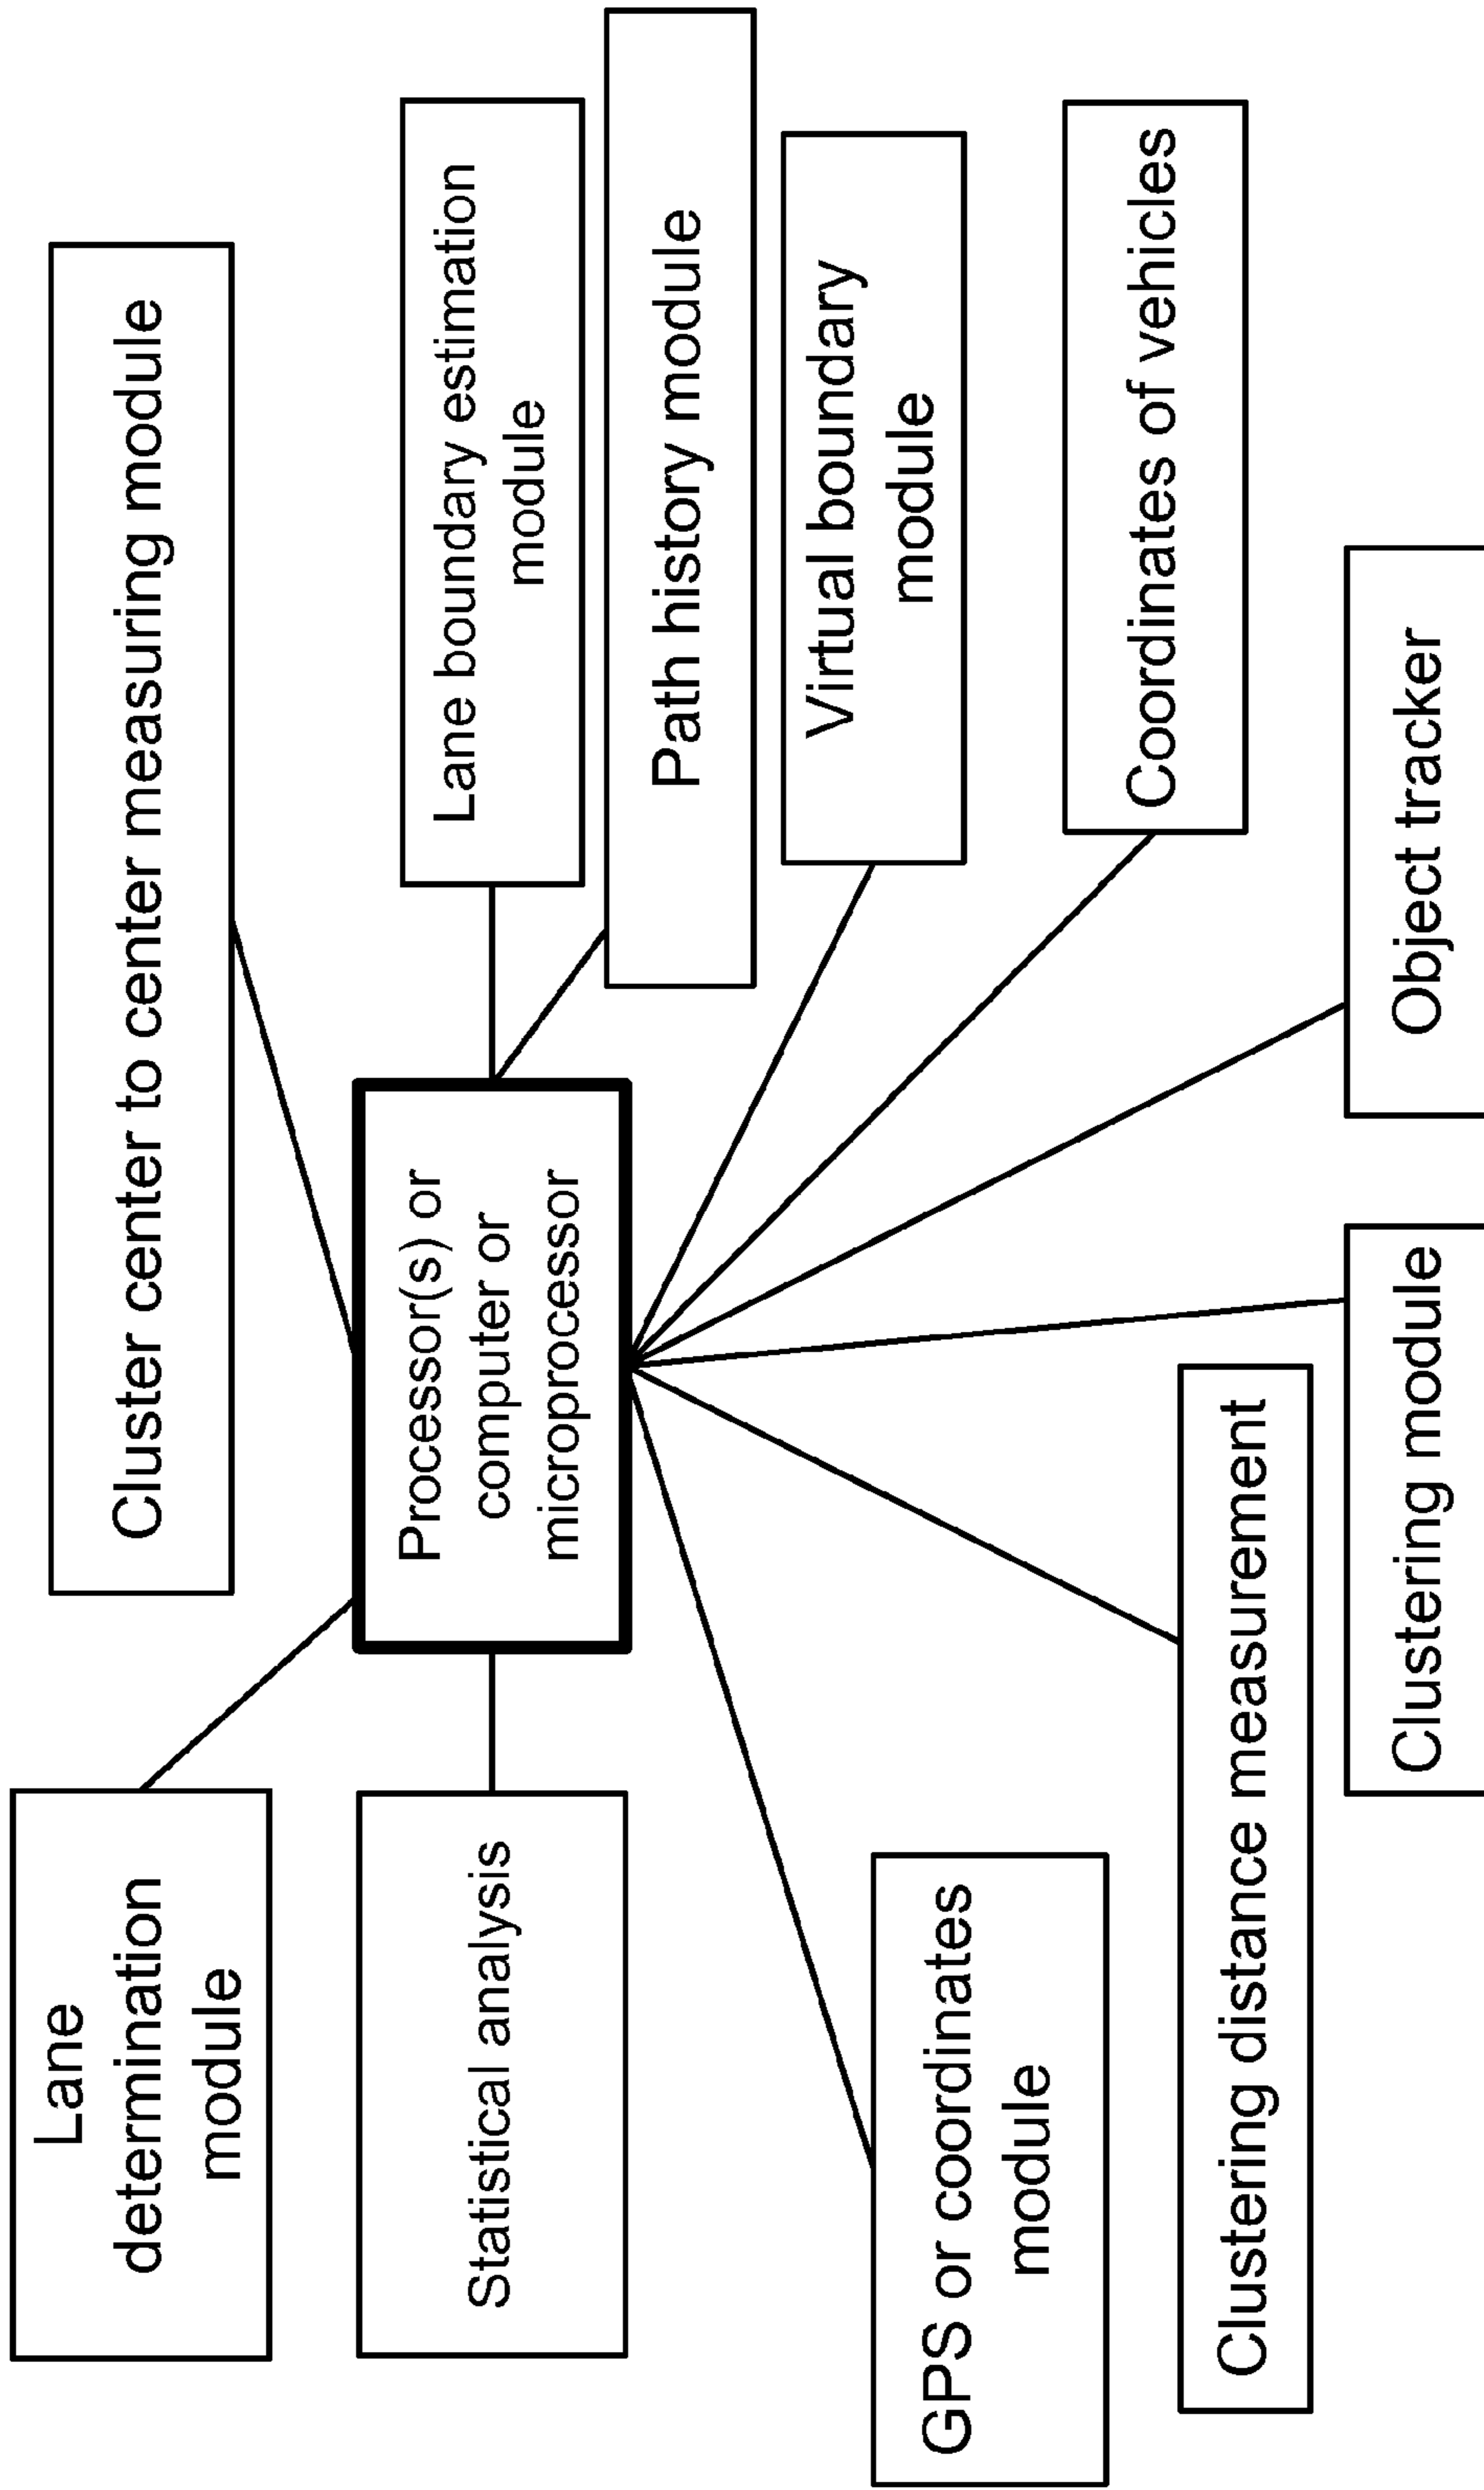 Lane
determination
module
Cluster center to center measuring module
Statistical analysis
Processor(s) or
computer or
microprocessor
Lane boundary estimation
module
Path history module
Virtual boundary
module
GPS or coordinates
module
Coordinates of vehicles
Clustering distance measurement
Clustering module
Object tracker